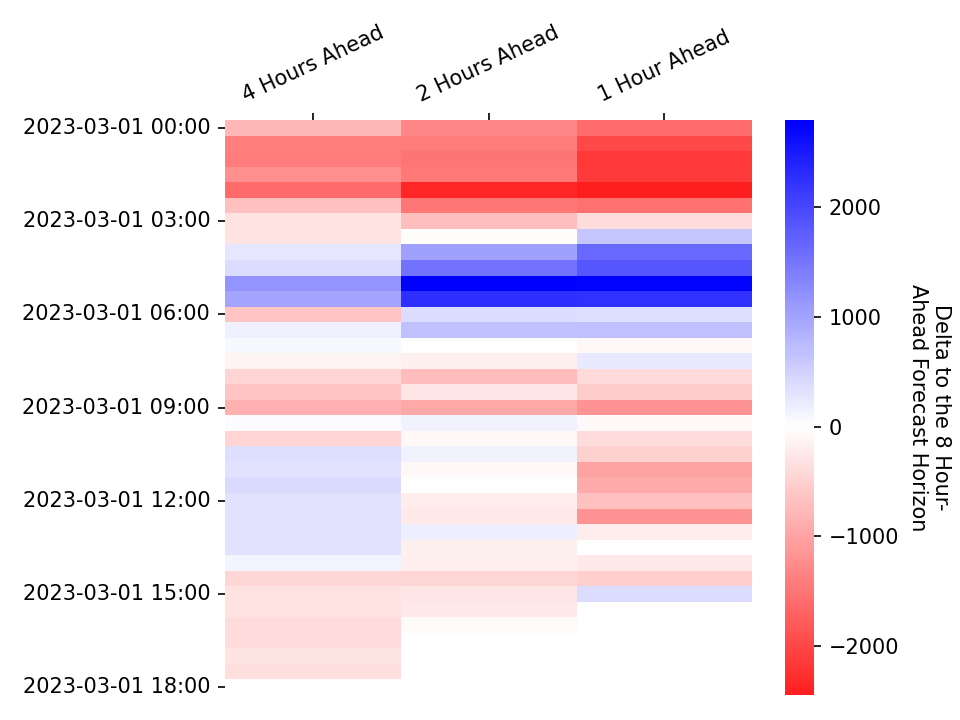 4 Hours Ahead
2 Hours Ahead
1 Hour Ahead
2023-03-01 00:00
2023-03-01 03:00
2023-03-01 06:00
2023-03-01 09:00
2023-03-01 12:00
2023-03-01 15:00
2023-03-01 18:00
2000
1000
0
−1000
−2000
Delta to the 8 Hour-
Ahead Forecast Horizon